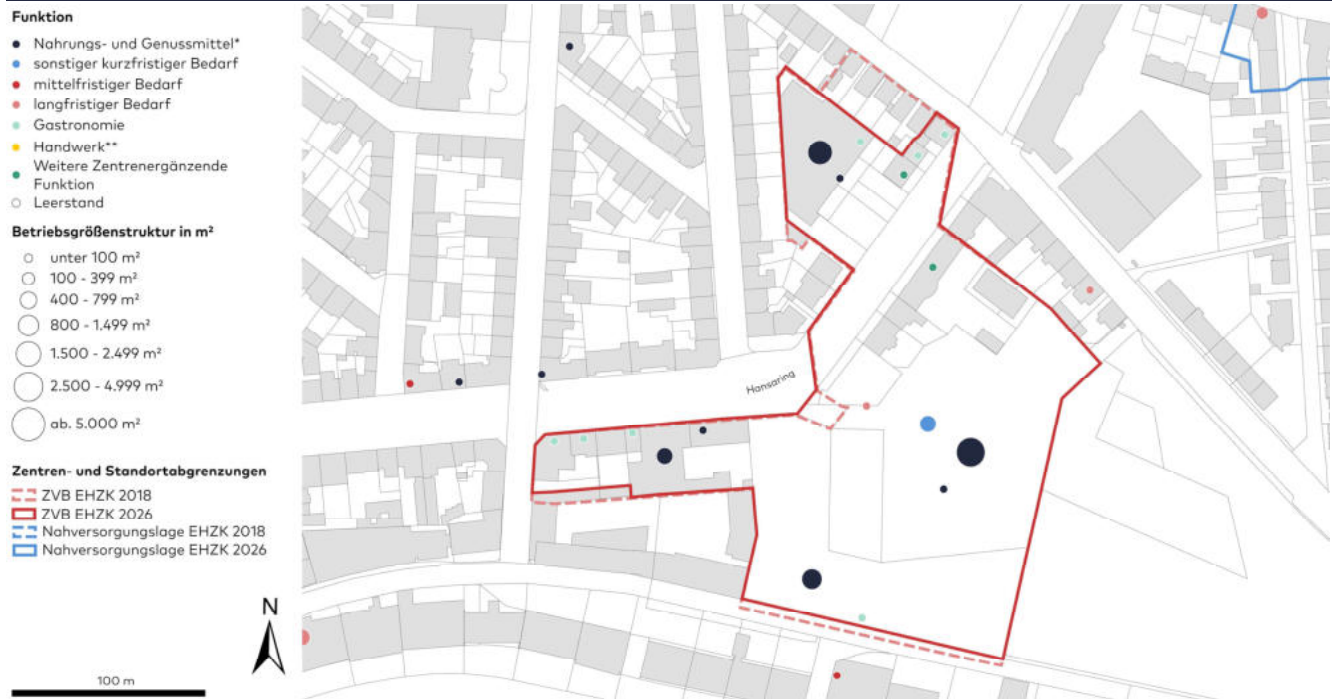 Funktion
Nahrungs- und Genussmittel*
sonstiger kurzfristiger Bedarf
mittelfristiger Bedarf
langfristiger Bedarf
Gastronomie
Handwerk**
Weitere Zentrenergänzende
Funktion
Leerstand
Betriebsgrößenstruktur in m²
unter 100 m²
100 - 399 m²
400 - 799 m²
800 - 1.499 m²
1.500 - 2.499 m²
2.500 - 4.999 m²
ab. 5.000 m²
Zentren- und Standortabgrenzungen
ZVB EHZK 2018
ZVB EHZK 2026
Nahversorgungslage EHZK 2018
Nahversorgungslage EHZK 2026
N
100 m
Hansaring